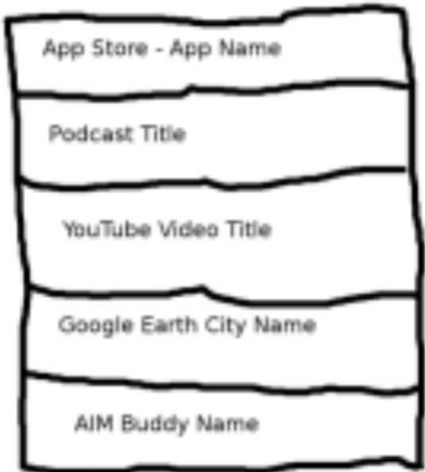 App Store - App Name
Podcast Title
YouTube Video Title
Google Earth City Name
AIM Buddy Name